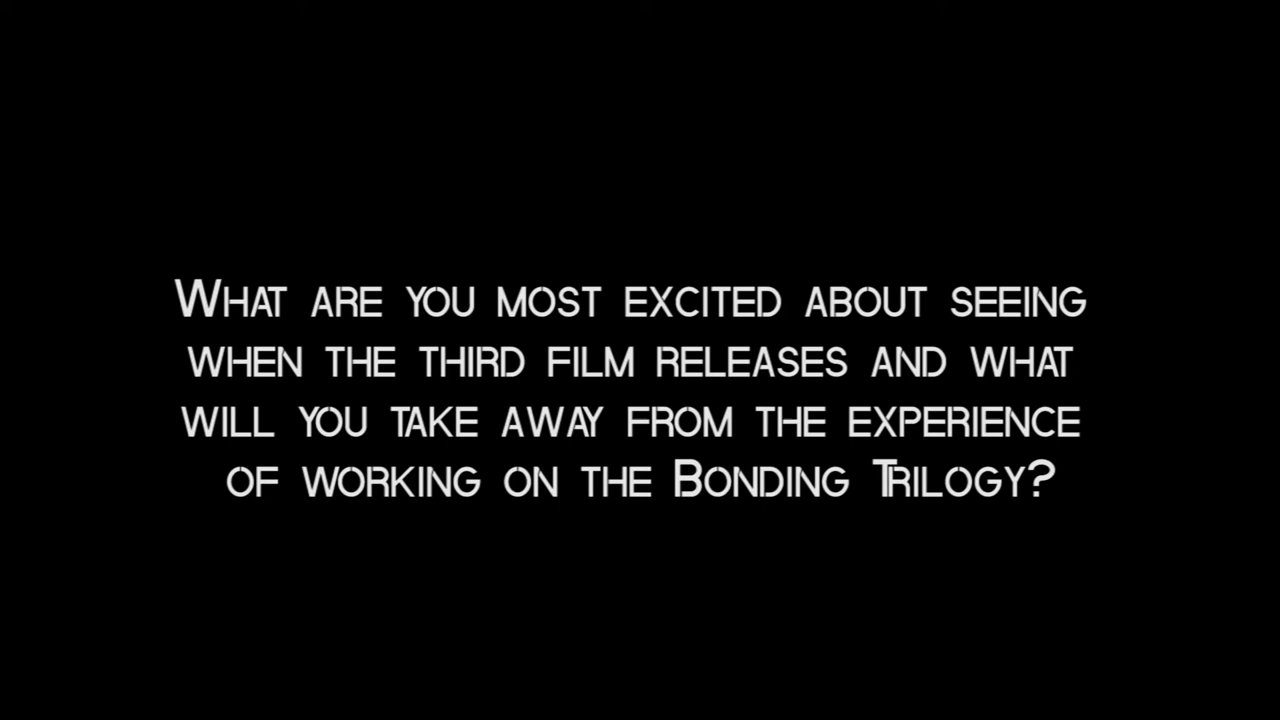 What are you most excited about seeing
when the third film releases and what
will you take away from the experience
of working on the Bonding Trilogy?